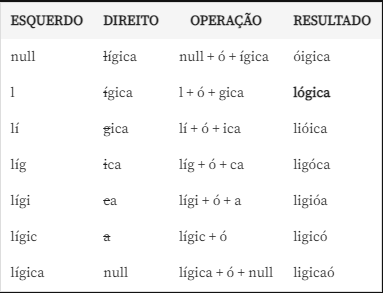 ESQUERDO DIREITO OPERAÇÃO RESULTADO
null lígica null + ó + ígica óigica
l ígica l + ó + gica lógica
lí gica lí + ó + ica lióica
líg ica líg + ó + ca ligóca
lígi ca lígi + ó + a ligióa
lígic a lígic + ó ligicó
lígica null lígica + ó + null ligicaó